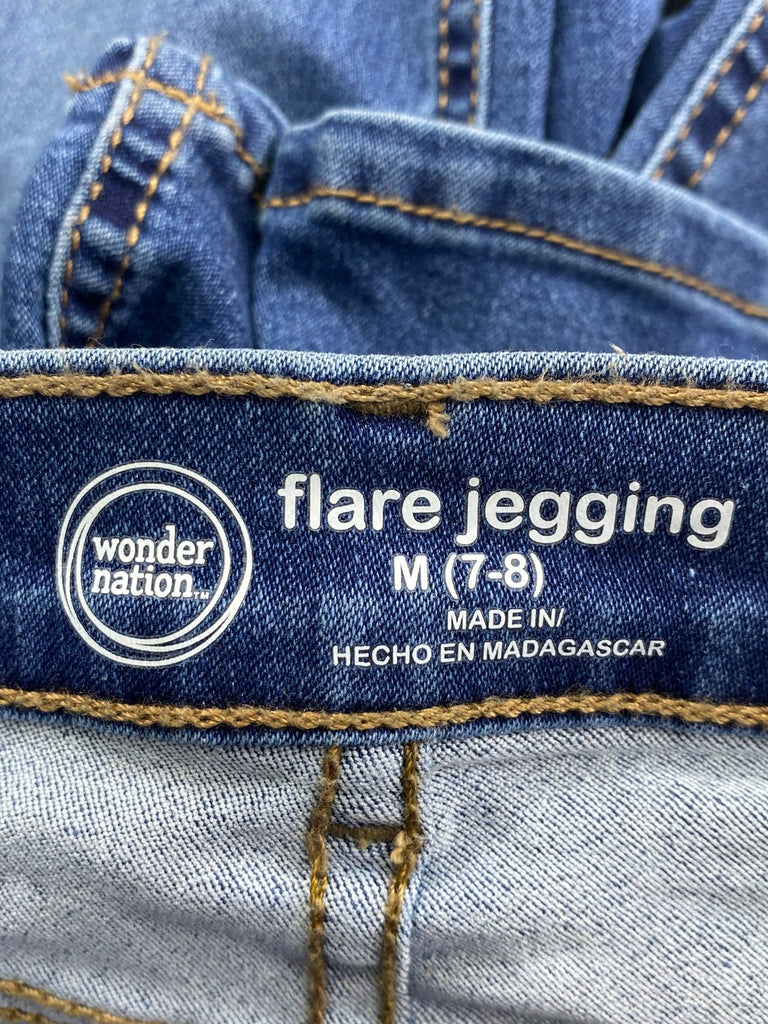 wonder
nation™
flare jegging
M (7-8)
MADE IN/
HECHO EN MADAGASCAR